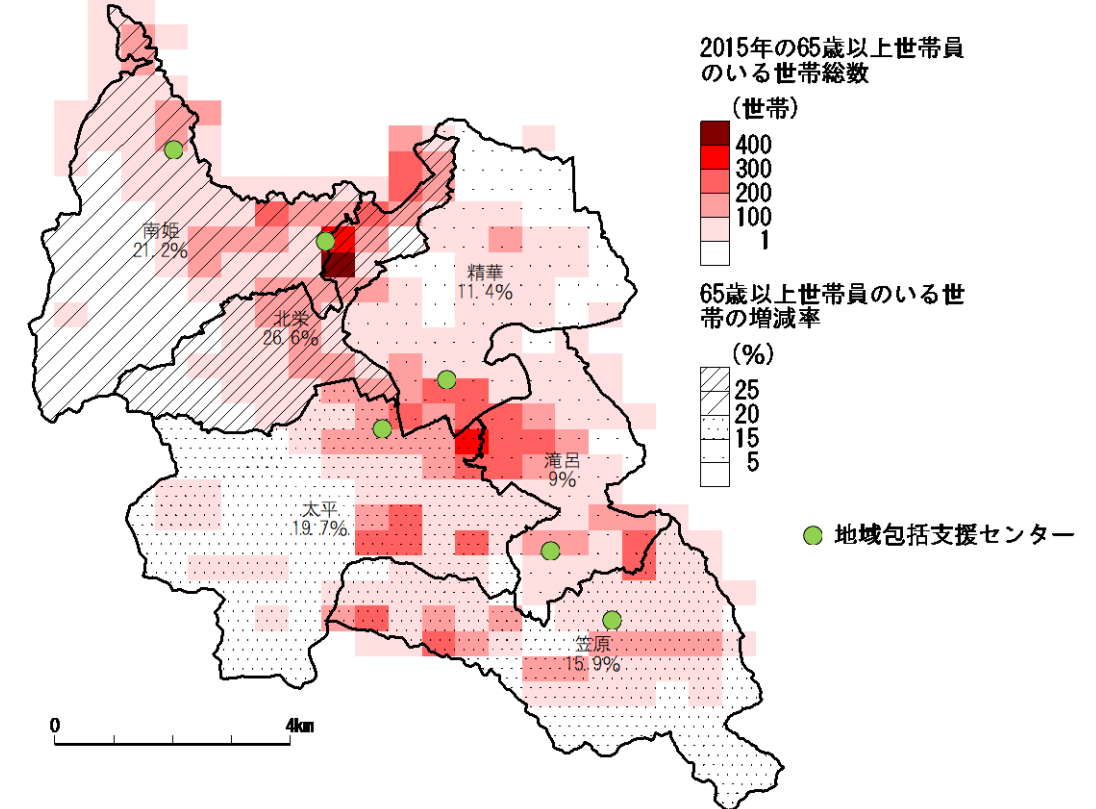 2015年の65歳以上世帯員
のいる世帯総数
(世帯)
400
300
200
100
1
65歳以上世帯員のいる世
帯の増減率
(%)
25
20
15
5
地域包括支援センター
南姫
21.2%
精華
11.4%
北栄
26.6%
滝呂
9%
太平
19.7%
笠原
15.9%
0
4km